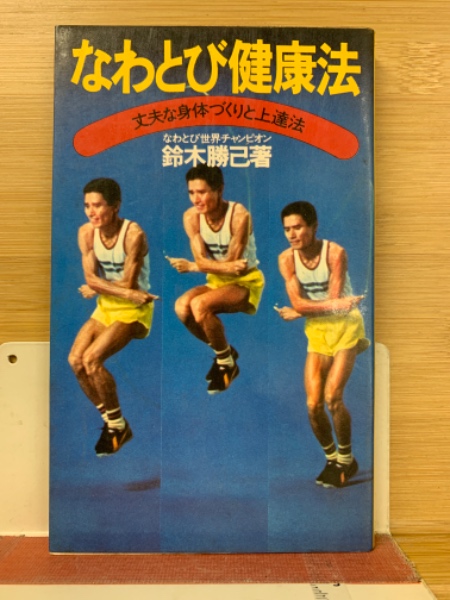 なわとび健康法
丈夫な身体づくりと上達法
なわとび世界チャンピオン
鈴木勝己著